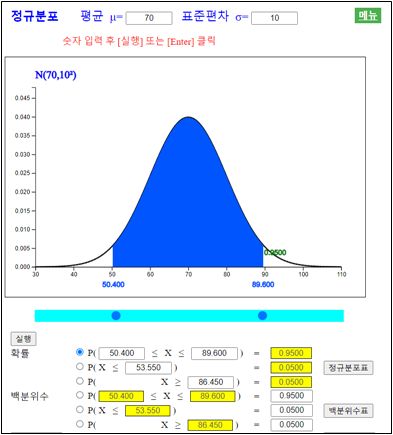 정규분포 평균 μ= 70 표준편차 σ= 10 메뉴
숫자 입력 후 [실행] 또는 [Enter] 클릭
N(70,10²)
0.045
0.040
0.035
0.030
0.025
0.020
0.015
0.010
0.005
0.000
0.9500
30 40 50 60 70 80 90 100 110
50.400 89.600
실행
확률 P( 50.400 ≤ X ≤ 89.600 ) = 0.9500
P( X ≤ 53.550 ) = 0.0500 정규분포표
P( X ≥ 86.450 ) = 0.0500
백분위수 P( 50.400 ≤ X ≤ 89.600 ) = 0.9500
P( X ≤ 53.550 ) = 0.0500 백분위수표
P( X ≥ 86.450 ) = 0.0500